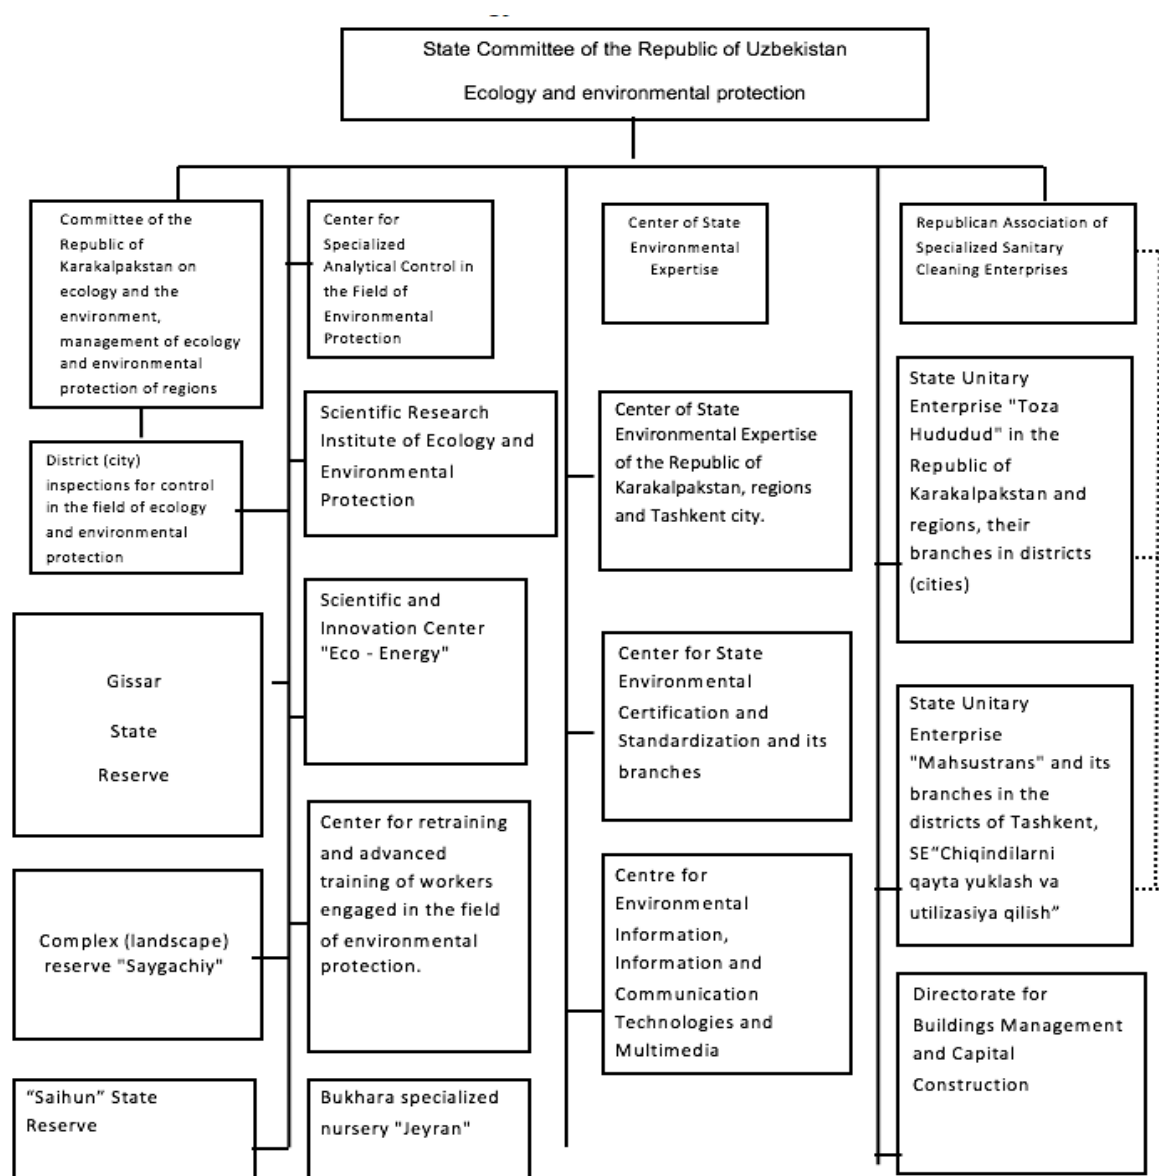 State Committee of the Republic of Uzbekistan
Ecology and environmental protection
Committee of the
Republic of
Karakalpakstan on
ecology and the
environment,
management of ecology
and environmental
protection of regions
Center for
Specialized
Analytical Control in
the Field of
Environmental
Protection
Center of State
Environmental
Expertise
Republican Association of
Specialized Sanitary
Cleaning Enterprises
District (city)
inspections for control
in the field of ecology
and environmental
protection
Scientific Research
Institute of Ecology and
Environmental
Protection
Center of State
Environmental Expertise
of the Republic of
Karakalpakstan, regions
and Tashkent city.
State Unitary
Enterprise "Toza
Hududud" in the
Republic of
Karakalpakstan and
regions, their
branches in districts
(cities)
Gissar
State
Reserve
Scientific and
Innovation Center
"Eco - Energy"
Center for State
Environmental
Certification and
Standardization and its
branches
State Unitary
Enterprise
"Mahsustrans" and its
branches in the
districts of Tashkent,
SE“Chiqindilarni
qayta yuklash va
utilizasiya qilish”
Complex (landscape)
reserve "Saygachiy"
Center for retraining
and advanced
training of workers
engaged in the field
of environmental
protection.
Centre for
Environmental
Information,
Information and
Communication
Technologies and
Multimedia
Directorate for
Buildings Management
and Capital
Construction
“Saihun” State
Reserve
Bukhara specialized
nursery "Jeyran"